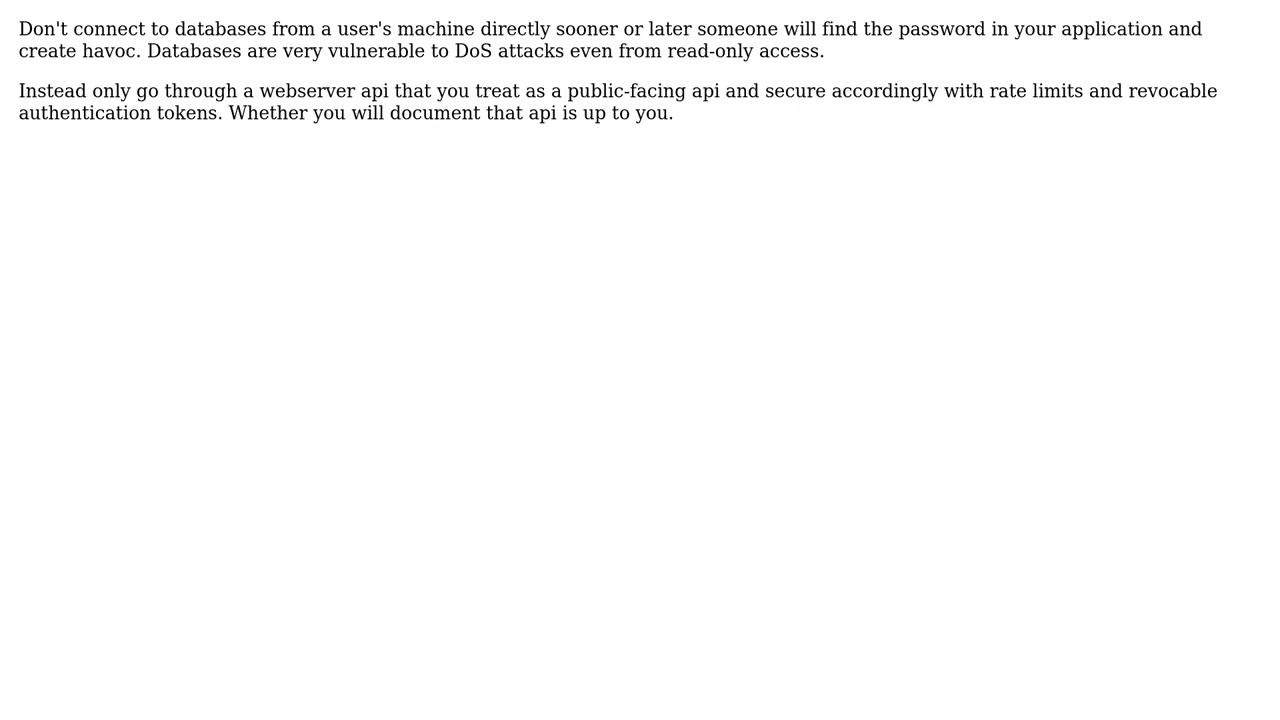 Don't connect to databases from a user's machine directly sooner or later someone will find the password in your application and
create havoc. Databases are very vulnerable to DoS attacks even from read-only access.
Instead only go through a webserver api that you treat as a public-facing api and secure accordingly with rate limits and revocable
authentication tokens. Whether you will document that api is up to you.